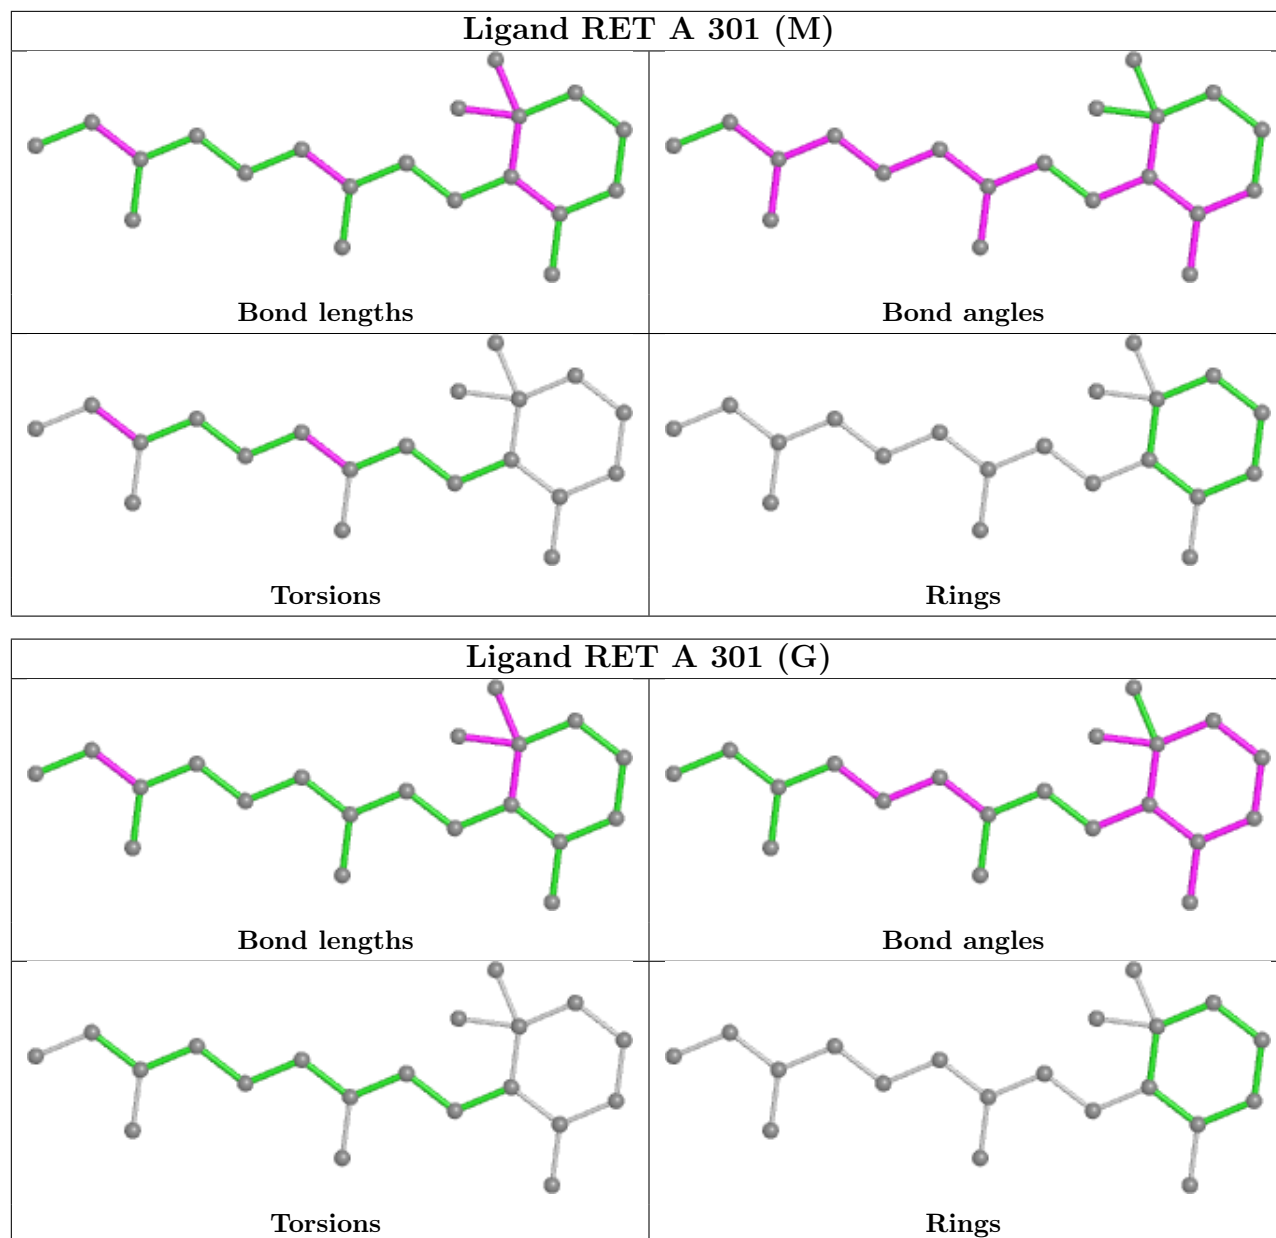 Ligand RET A 301 (M)
Bond lengths
Bond angles
Torsions
Rings
Ligand RET A 301 (G)
Bond lengths
Bond angles
Torsions
Rings